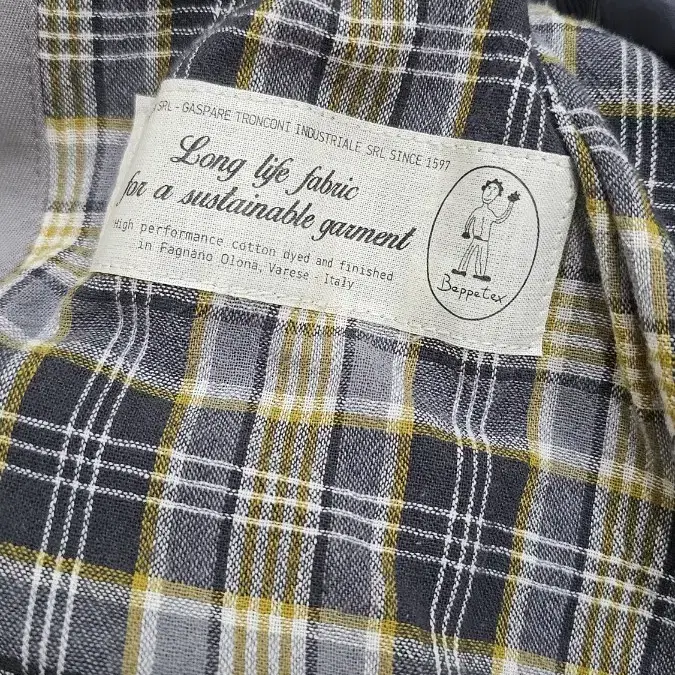 SRL - GASPARE TRONCONI INDUSTRIALE SRL SINCE 1597
Long life fabric
for a sustainable garment
High performance cotton dyed and finished
in Fagnano Olona, Varese - Italy
Beppetex